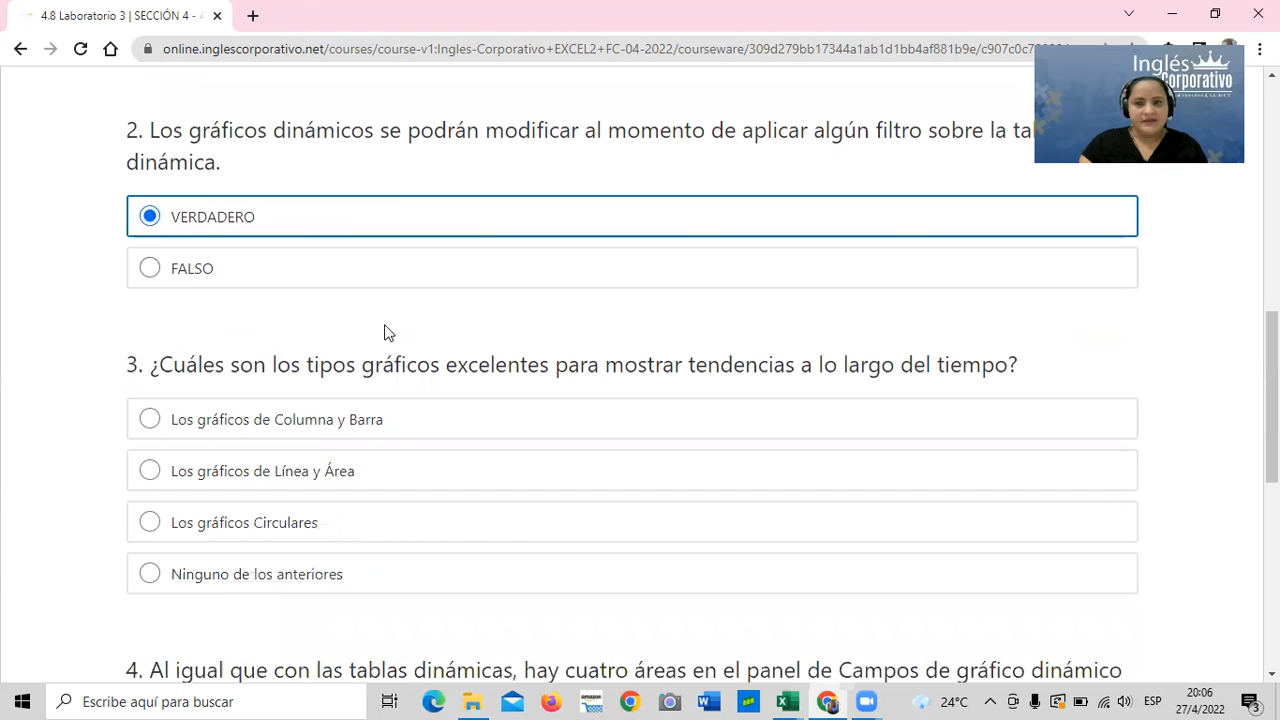 4.8 Laboratorio 3 | SECCIÓN 4 -
online.inglescorporativo.net/courses/course-v1:Ingles-Corporativo+EXCEL2+FC-04-2022/courseware/309d279bb17344a1ab1d1bb4af881b9e/c907c0c7
Inglés
Corporativo
2. Los gráficos dinámicos se podrán modificar al momento de aplicar algún filtro sobre la
dinámica.
VERDADERO
FALSO
3. ¿Cuáles son los tipos gráficos excelentes para mostrar tendencias a lo largo del tiempo?
Los gráficos de Columna y Barra
Los gráficos de Línea y Área
Los gráficos Circulares
Ninguno de los anteriores
4. Al igual que con las tablas dinámicas, hay cuatro áreas en el panel de Campos de gráfico dinámico
Escribe aquí para buscar
amazon
24°C
ESP
20:06
27/4/2022
3